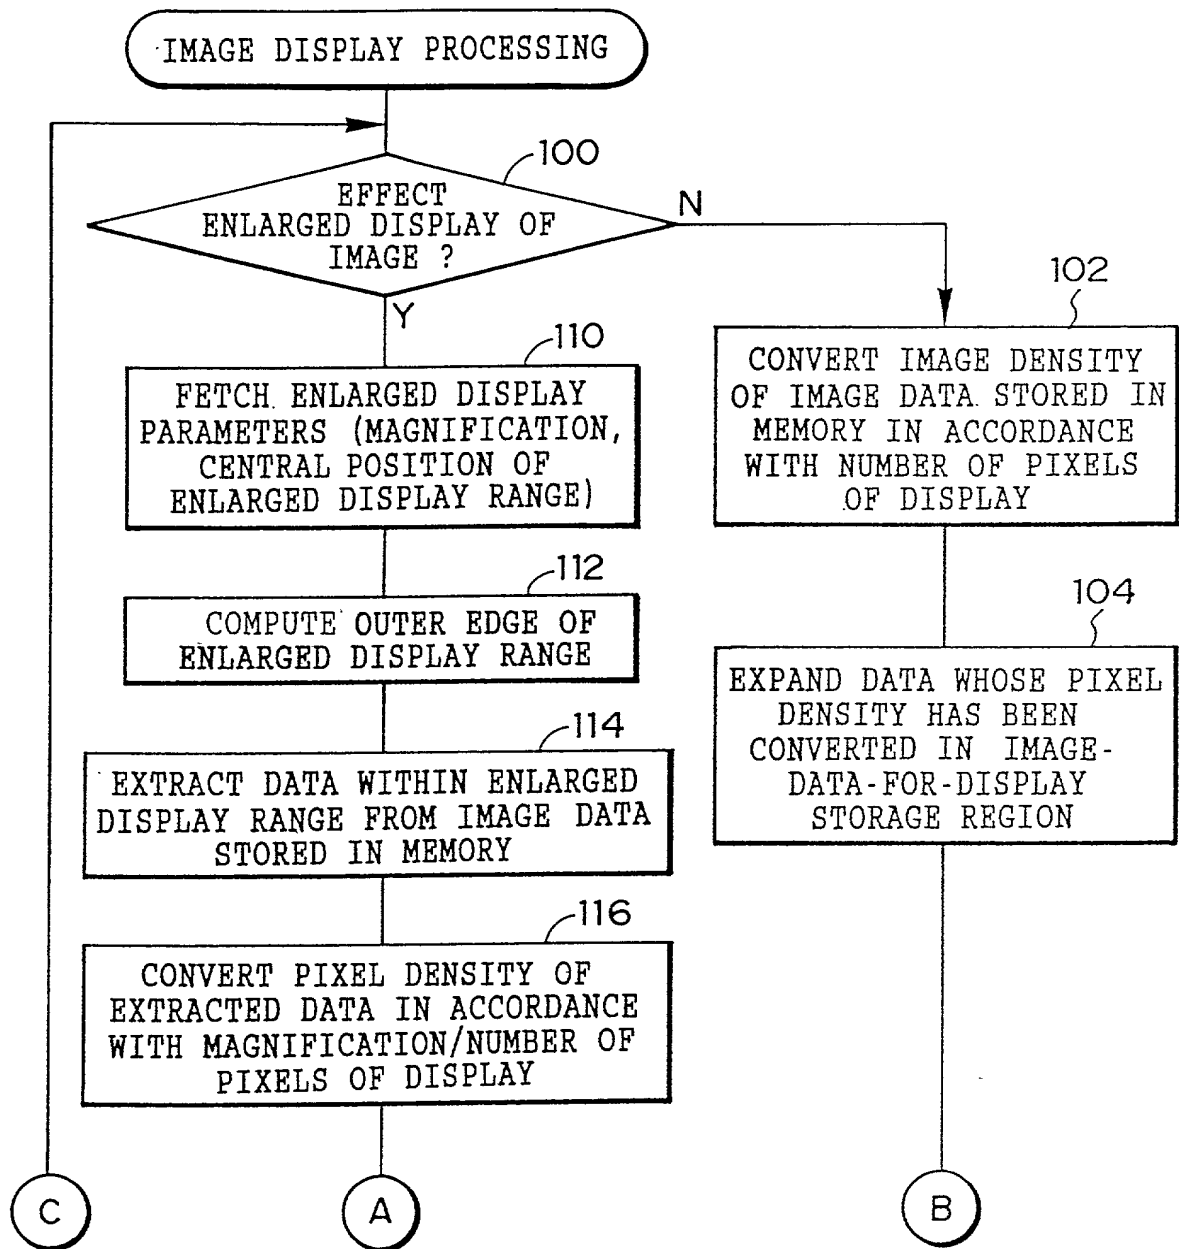 IMAGE DISPLAY PROCESSING
100
EFFECT
ENLARGED DISPLAY OF
IMAGE ?
N
Y
110
FETCH ENLARGED DISPLAY
PARAMETERS (MAGNIFICATION,
CENTRAL POSITION OF
ENLARGED DISPLAY RANGE)
112
COMPUTE OUTER EDGE OF
ENLARGED DISPLAY RANGE
114
EXTRACT DATA WITHIN ENLARGED
DISPLAY RANGE FROM IMAGE DATA
STORED IN MEMORY
116
CONVERT PIXEL DENSITY OF
EXTRACTED DATA IN ACCORDANCE
WITH MAGNIFICATION/NUMBER OF
PIXELS OF DISPLAY
102
CONVERT IMAGE DENSITY
OF IMAGE DATA STORED IN
MEMORY IN ACCORDANCE
WITH NUMBER OF PIXELS
OF DISPLAY
104
EXPAND DATA WHOSE PIXEL
DENSITY HAS BEEN
CONVERTED IN IMAGE-
DATA-FOR-DISPLAY
STORAGE REGION
C
A
B